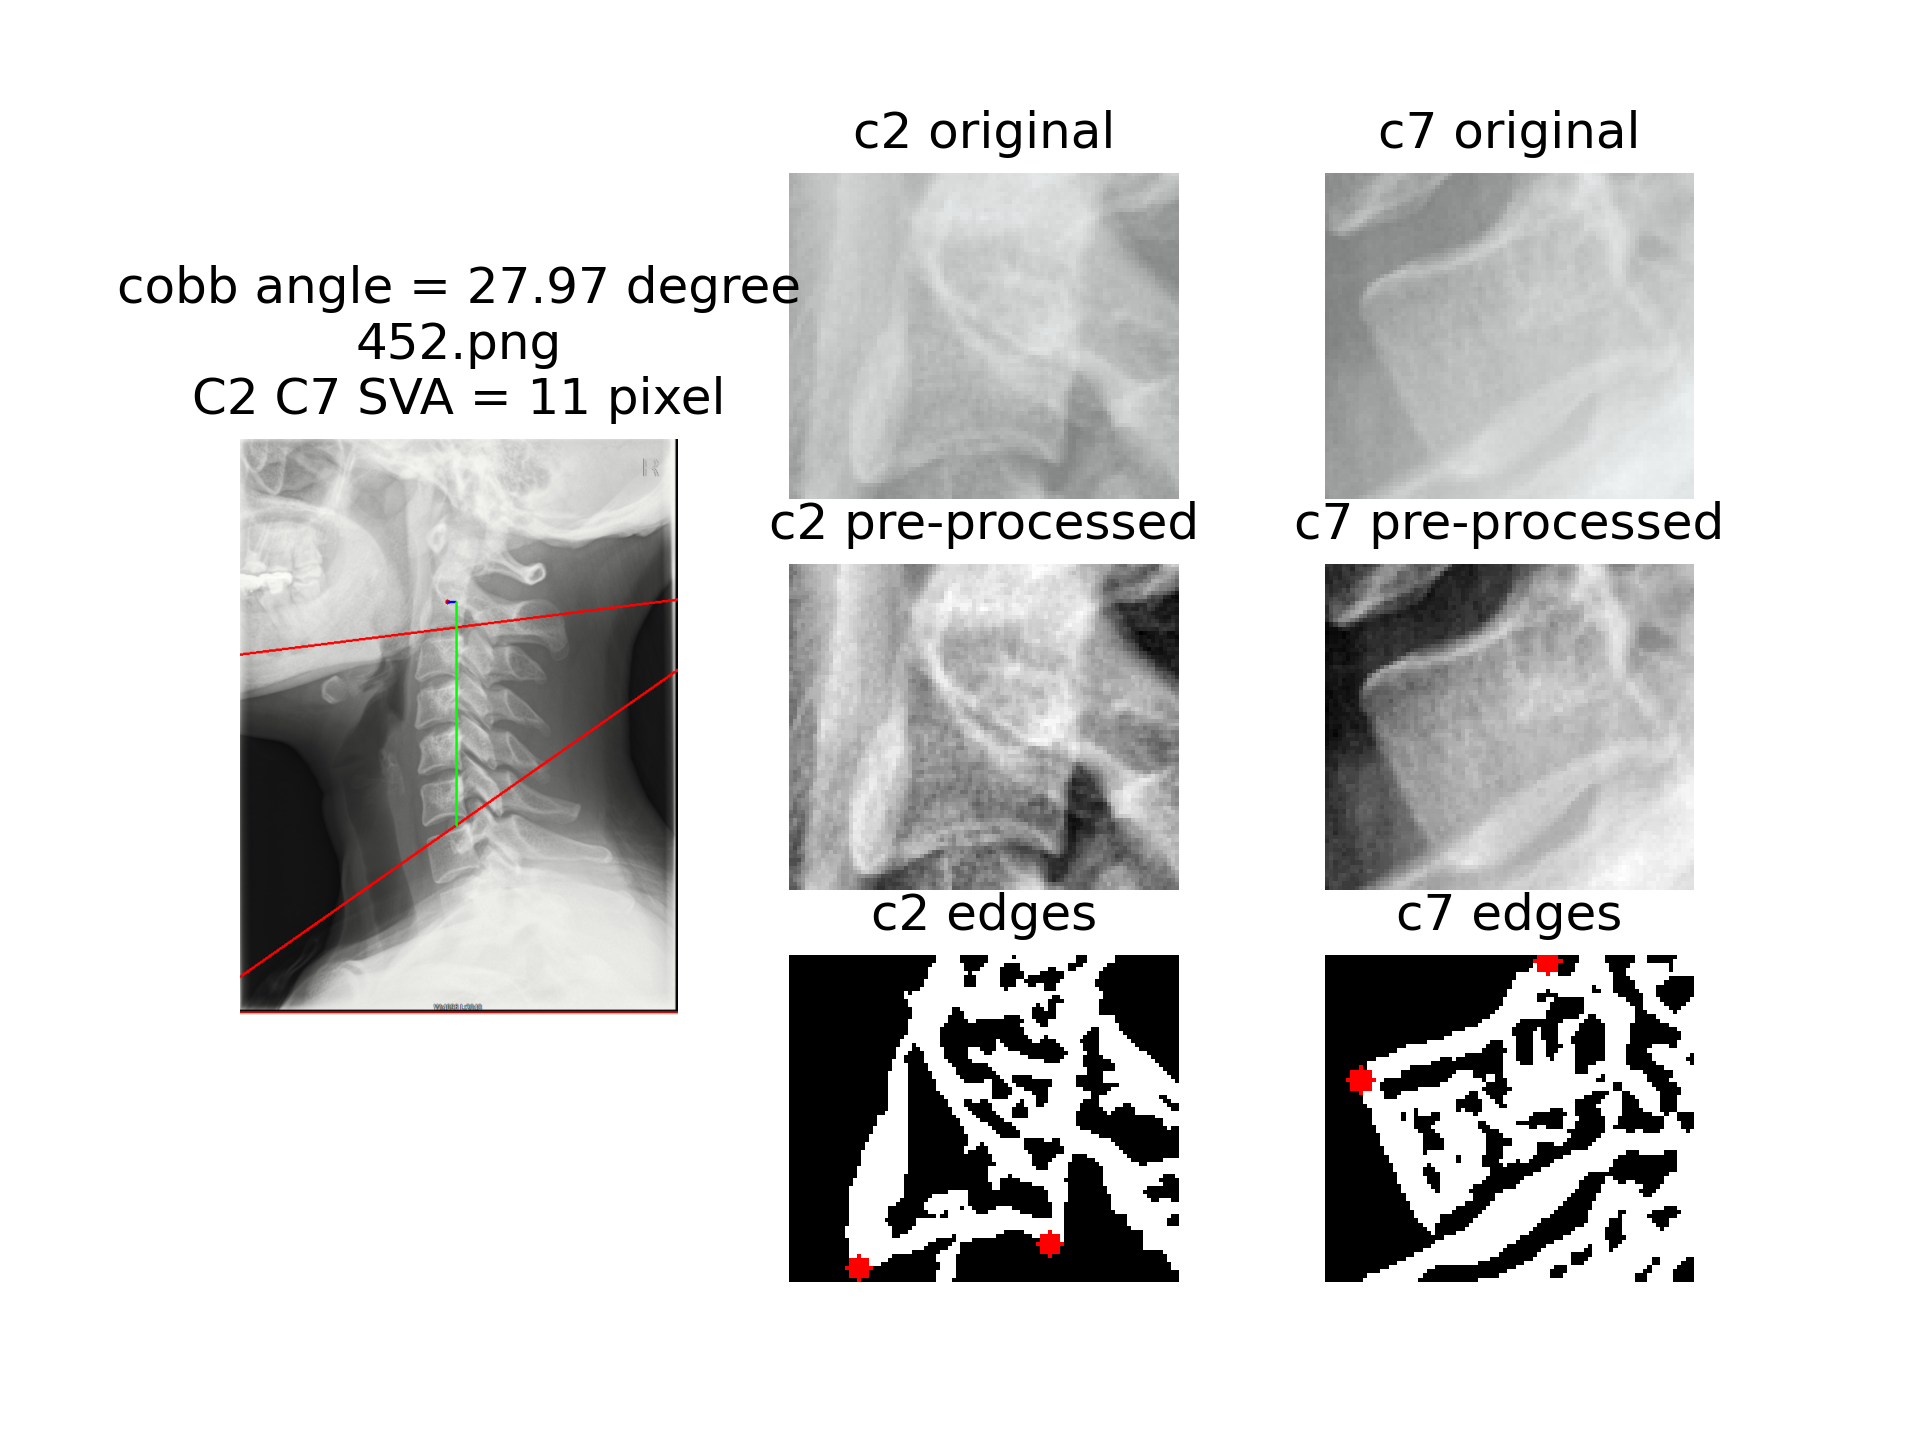 cobb angle = 27.97 degree
452.png
C2 C7 SVA = 11 pixel
R
c2 original
c7 original
c2 pre-processed
c7 pre-processed
c2 edges
c7 edges